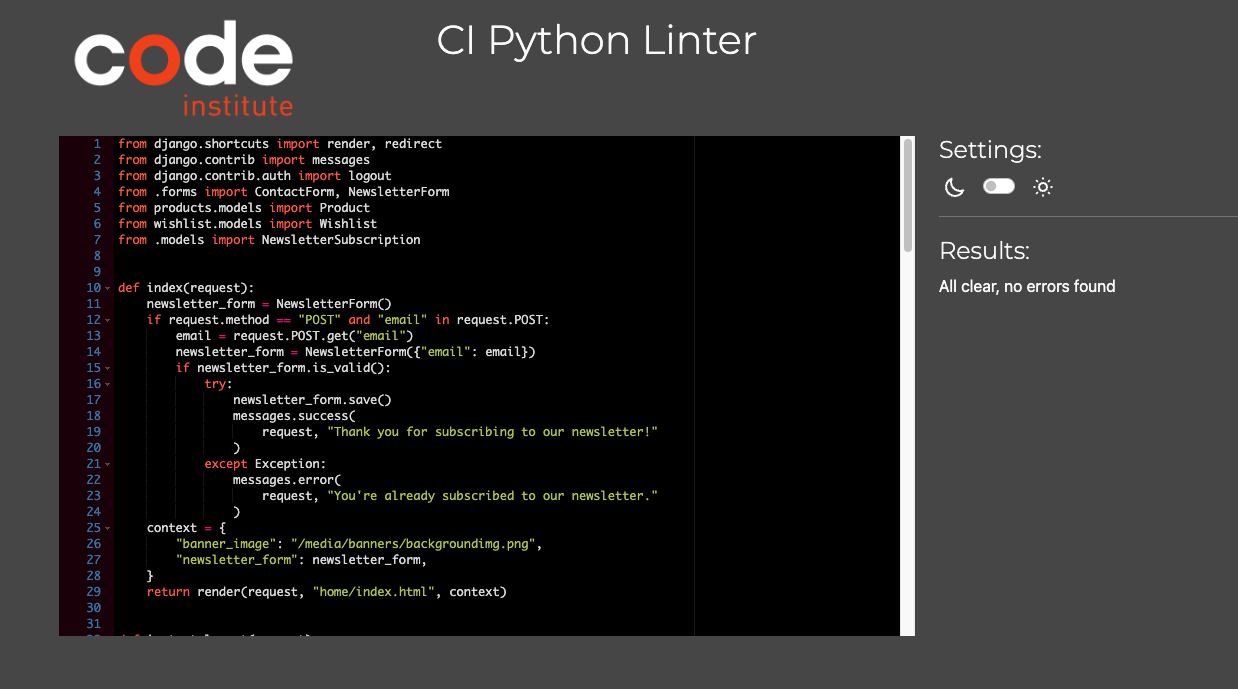 code
institute
CI Python Linter
1 from django.shortcuts import render, redirect
2 from django.contrib import messages
3 from django.contrib.auth import logout
4 from .forms import ContactForm, NewsletterForm
5 from products.models import Product
6 from wishlist.models import Wishlist
7 from .models import NewsletterSubscription
8
9
10 def index(request):
11     newsletter_form = NewsletterForm()
12     if request.method == "POST" and "email" in request.POST:
13         email = request.POST.get("email")
14         newsletter_form = NewsletterForm({"email": email})
15         if newsletter_form.is_valid():
16             try:
17                 newsletter_form.save()
18                 messages.success(
19                     request, "Thank you for subscribing to our newsletter!"
20                 )
21             except Exception:
22                 messages.error(
23                     request, "You're already subscribed to our newsletter."
24                 )
25     context = {
26         "banner_image": "/media/banners/backgroundimg.png",
27         "newsletter_form": newsletter_form,
28     }
29     return render(request, "home/index.html", context)
30
31
Settings:
Results:
All clear, no errors found